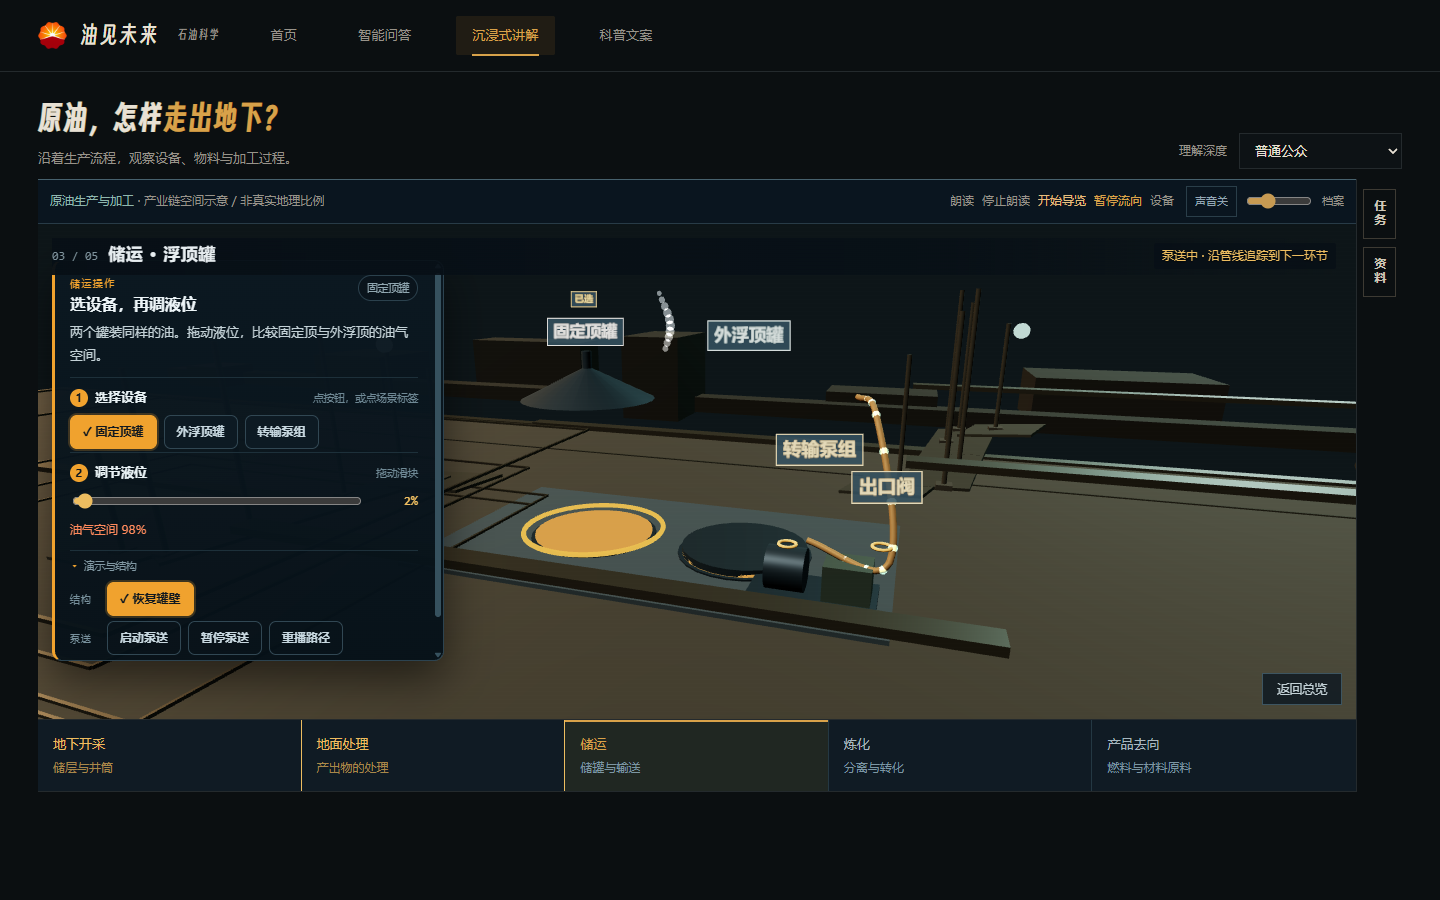 油见未来 石油科学 首页 智能问答 沉浸式讲解 科普文案
原油，怎样走出地下？
沿着生产流程，观察设备、物料与加工过程。
理解深度 普通公众
原油生产与加工 · 产业链空间示意 / 非真实地理比例
朗读 停止朗读 开始导览 暂停流向 设备 声音关 档案
任务
资料
03 / 05 储运 • 浮顶罐
泵送中 · 沿管线追踪到下一环节
储运操作
固定顶罐
选设备，再调液位
两个罐装同样的油。拖动液位，比较固定顶与外浮顶的油气
空间。
1 选择设备 点按钮，或点场景标签
✓ 固定顶罐 外浮顶罐 转输泵组
2 调节液位 拖动滑块
2%
油气空间 98%
演示与结构
结构 ✓ 恢复罐壁
泵送 启动泵送 暂停泵送 重播路径
已选
固定顶罐
外浮顶罐
转输泵组
出口阀
返回总览
地下开采
储层与井筒
地面处理
产出物的处理
储运
储罐与输送
炼化
分离与转化
产品去向
燃料与材料原料